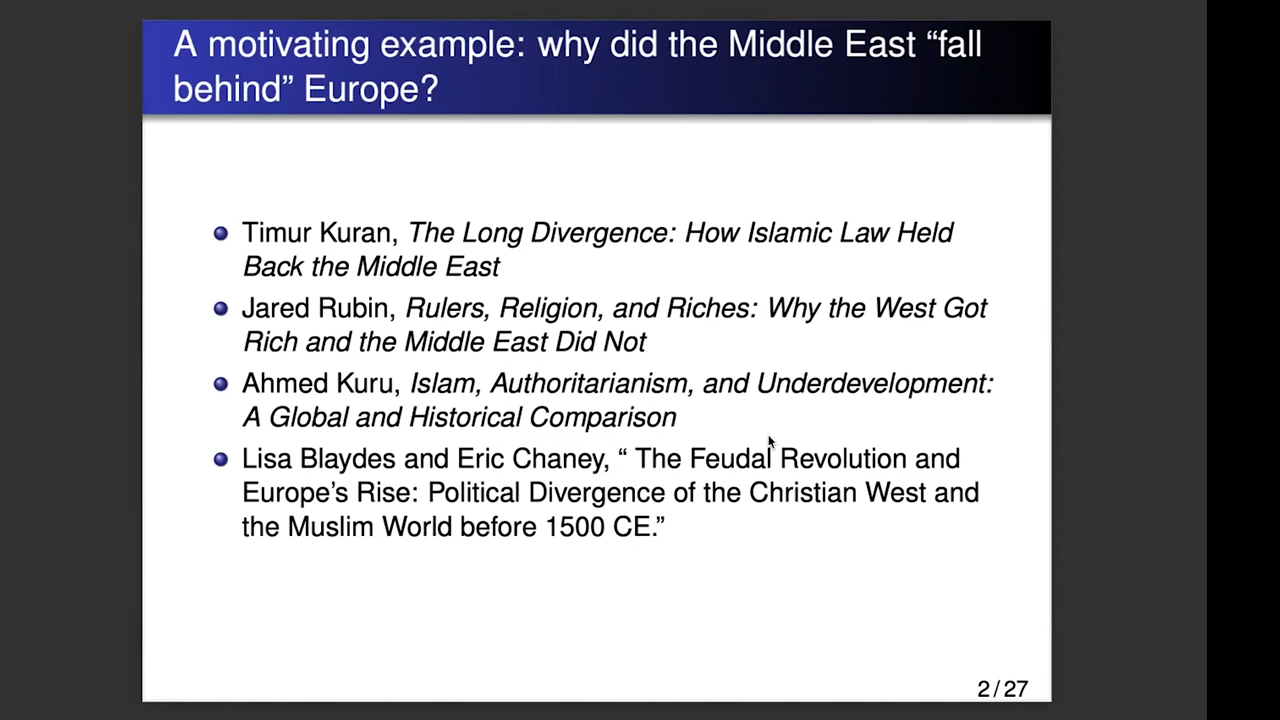 A motivating example: why did the Middle East “fall
behind” Europe?
Timur Kuran, The Long Divergence: How Islamic Law Held
Back the Middle East
Jared Rubin, Rulers, Religion, and Riches: Why the West Got
Rich and the Middle East Did Not
Ahmed Kuru, Islam, Authoritarianism, and Underdevelopment:
A Global and Historical Comparison
Lisa Blaydes and Eric Chaney, “ The Feudal Revolution and
Europe’s Rise: Political Divergence of the Christian West and
the Muslim World before 1500 CE.”
2 / 27